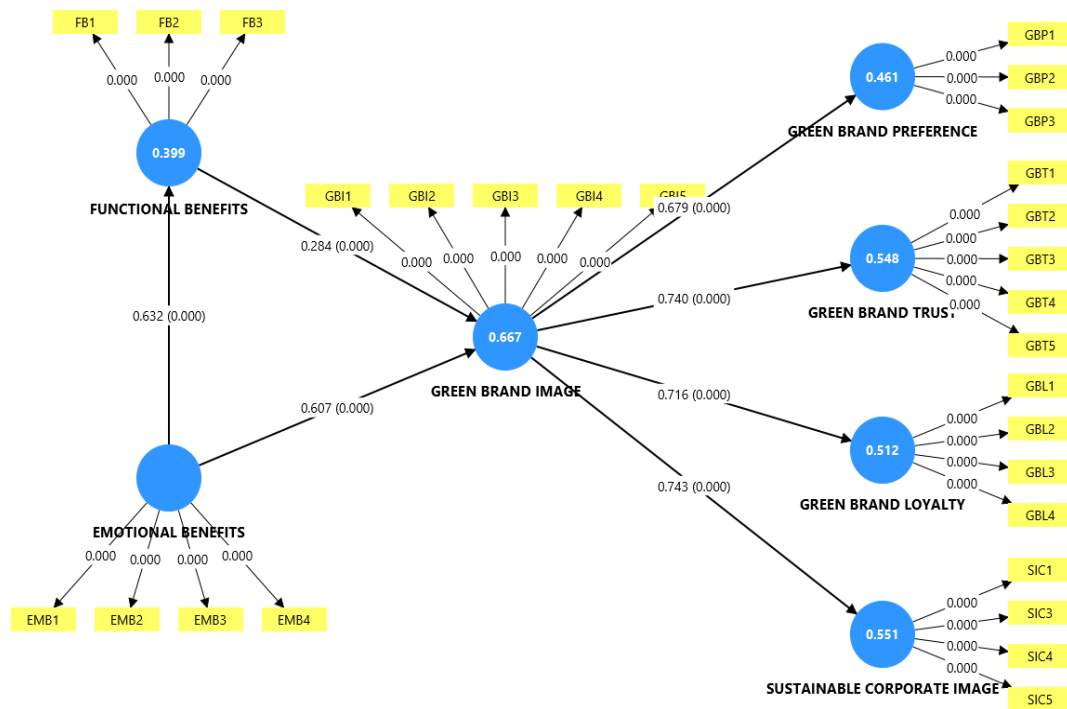 FB1
FB2
FB3
0.000
0.000
0.000
0.399
FUNCTIONAL BENEFITS
0.632 (0.000)
EMOTIONAL BENEFITS
0.000
0.000
0.000
0.000
EMB1
EMB2
EMB3
EMB4
0.284 (0.000)
0.607 (0.000)
GBI1
GBI2
GBI3
GBI4
GBI5
0.000
0.000
0.000
0.000
0.000
0.667
GREEN BRAND IMAGE
0.679 (0.000)
0.740 (0.000)
0.716 (0.000)
0.743 (0.000)
0.461
GREEN BRAND PREFERENCE
0.000
0.000
0.000
GBP1
GBP2
GBP3
0.548
GREEN BRAND TRUST
0.000
0.000
0.000
0.000
0.000
GBT1
GBT2
GBT3
GBT4
GBT5
0.512
GREEN BRAND LOYALTY
0.000
0.000
0.000
0.000
GBL1
GBL2
GBL3
GBL4
0.551
SUSTAINABLE CORPORATE IMAGE
0.000
0.000
0.000
0.000
SIC1
SIC3
SIC4
SIC5